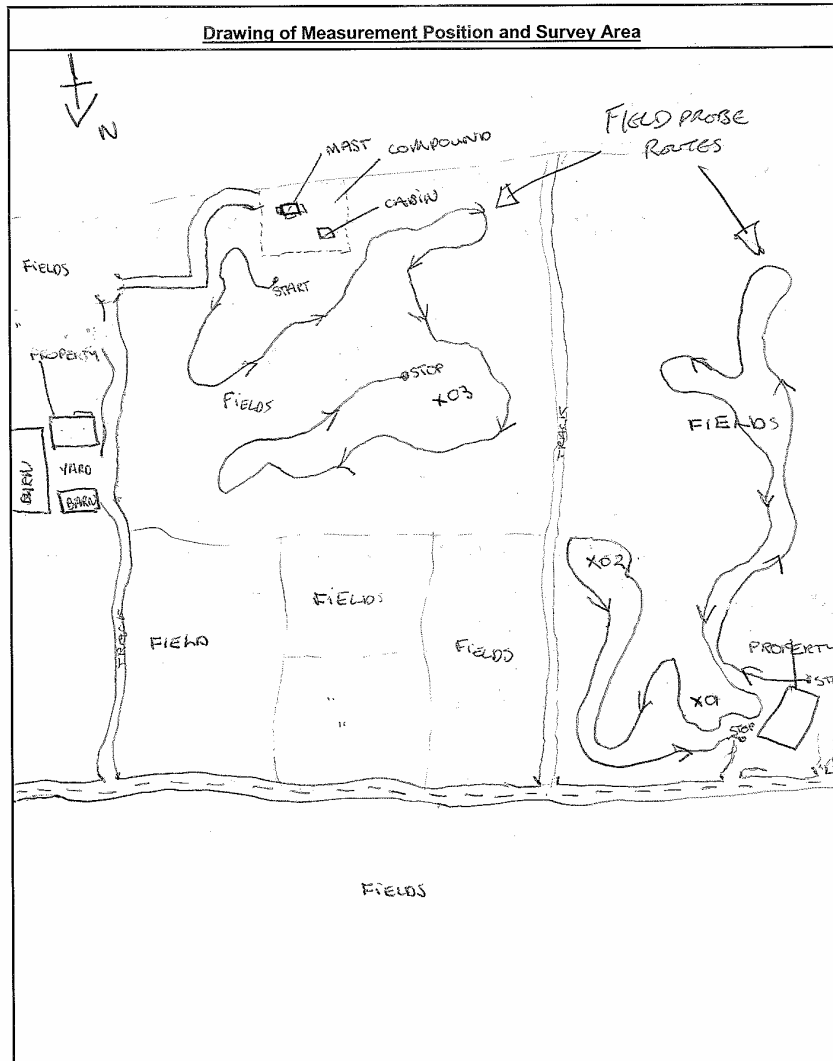 Drawing of Measurement Position and Survey Area
N
MAST
COMPOUND
FIELD PROBE
ROUTES
CABIN
FIELDS
START
"
PROPERTY
STOP
FIELDS
X03
FIELDS
TRACK
BARN
YARD
BARN
X02
FIELDS
FIELD
FIELDS
TRACK
PROPERTY
"
"
X01
STOP
FIELDS